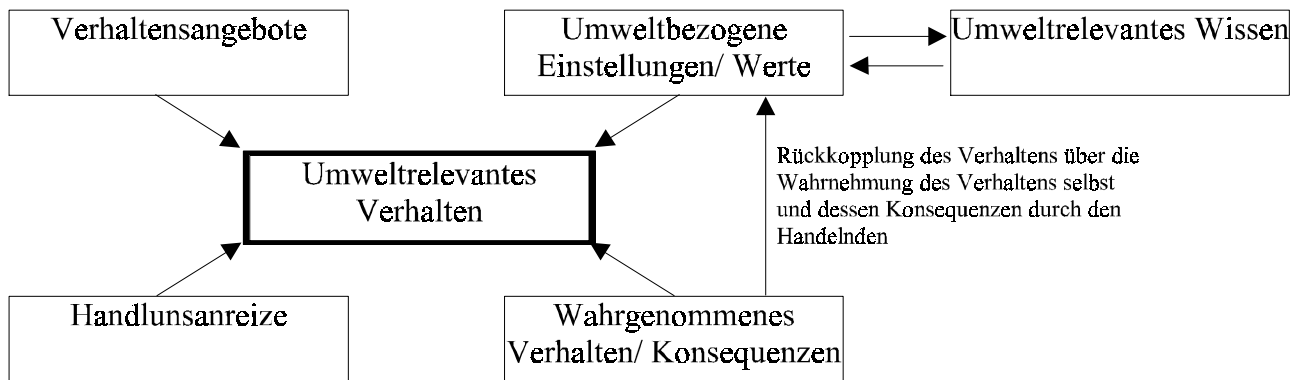 Verhaltensangebote
Umweltbezogene
Einstellungen/ Werte
Umweltrelevantes Wissen
Umweltrelevantes
Verhalten
Rückkopplung des Verhaltens über die
Wahrnehmung des Verhaltens selbst
und dessen Konsequenzen durch den
Handelnden
Handlunsanreize
Wahrgenommenes
Verhalten/ Konsequenzen